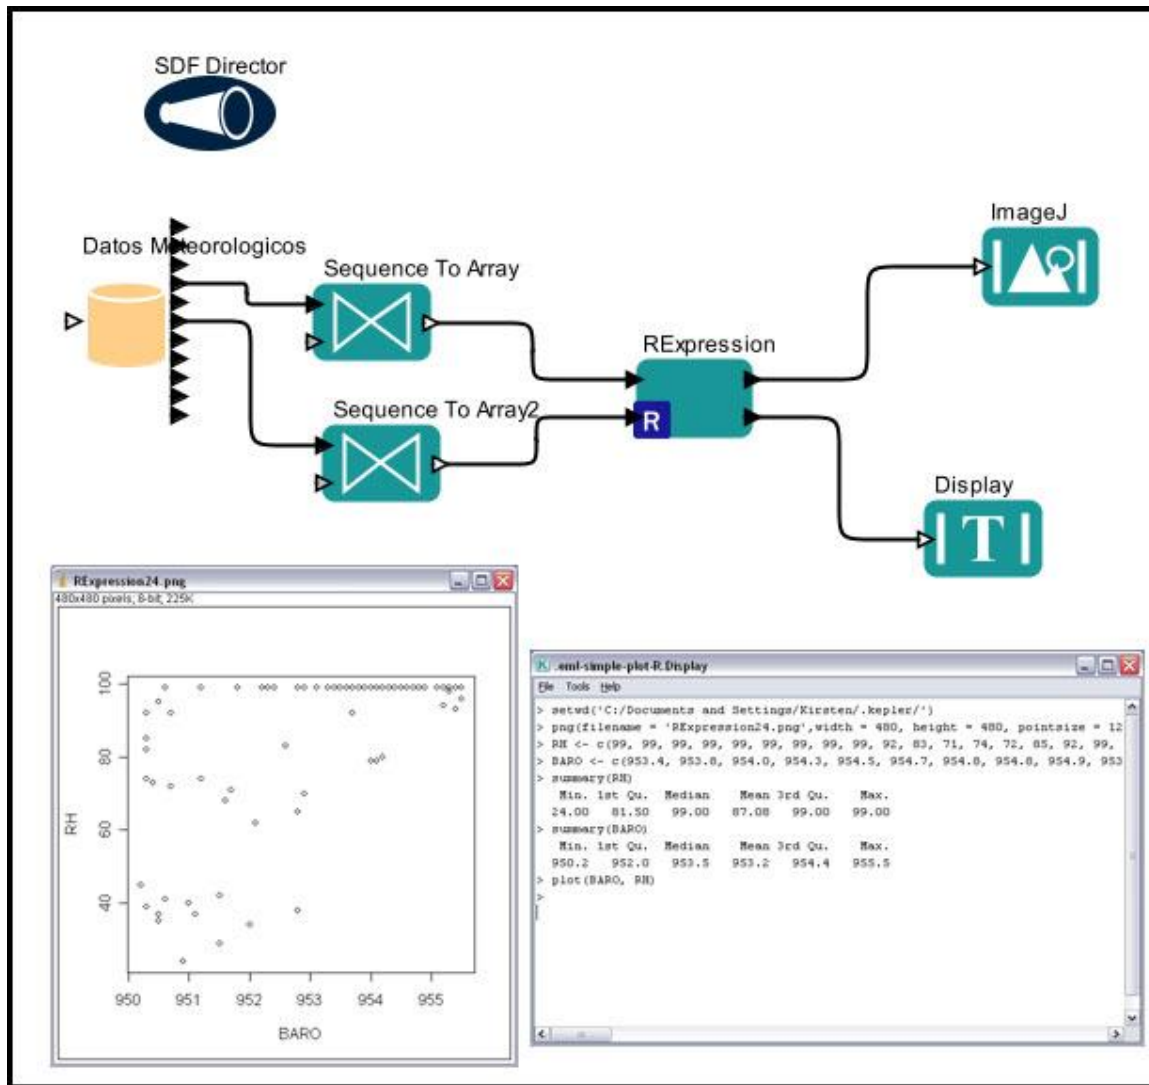 SDF Director
Datos Meteorologicos
Sequence To Array
Sequence To Array2
RExpression
R
ImageJ
Display
T
RExpression24.png
480x480 pixels; 8-bit; 225K
100
80
60
40
RH
950 951 952 953 954 955
BARO
.eml-simple-plot-R.Display
File Tools Help
> setwd('C:/Documents and Settings/Kirsten/.kepler/')
> png(filename = 'RExpression24.png',width = 480, height = 480, pointsize = 12
> RH <- c(99, 99, 99, 99, 99, 99, 99, 99, 99, 92, 83, 71, 74, 72, 85, 92, 99,
> BARO <- c(953.4, 953.8, 954.0, 954.3, 954.5, 954.7, 954.8, 954.8, 954.9, 953
> summary(RH)
Min. 1st Qu. Median Mean 3rd Qu. Max.
24.00 81.50 99.00 87.08 99.00 99.00
> summary(BARO)
Min. 1st Qu. Median Mean 3rd Qu. Max.
950.2 952.0 953.5 953.2 954.4 955.5
> plot(BARO, RH)
>